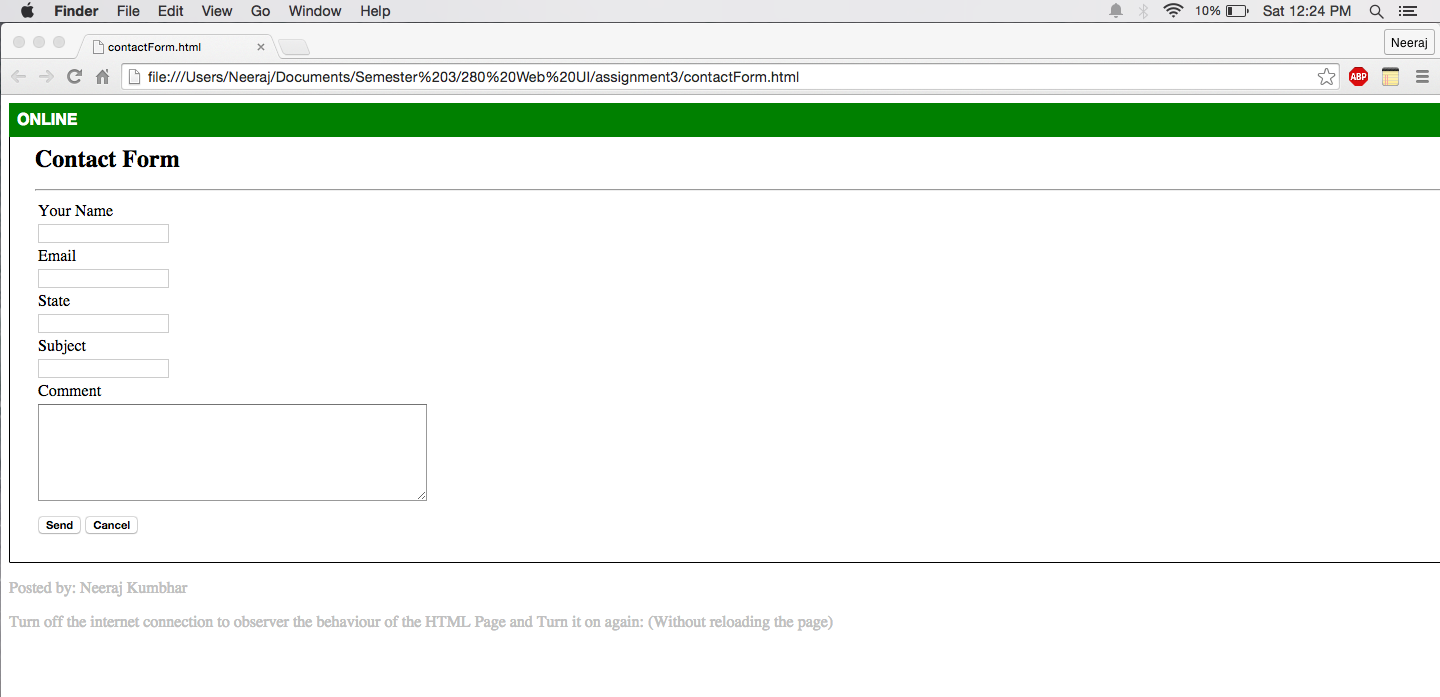 Finder File Edit View Go Window Help 10% Sat 12:24 PM
contactForm.html Neeraj
file:///Users/Neeraj/Documents/Semester%203/280%20Web%20UI/assignment3/contactForm.html ABP
ONLINE
Contact Form
Your Name
Email
State
Subject
Comment
Send Cancel
Posted by: Neeraj Kumbhar
Turn off the internet connection to observer the behaviour of the HTML Page and Turn it on again: (Without reloading the page)